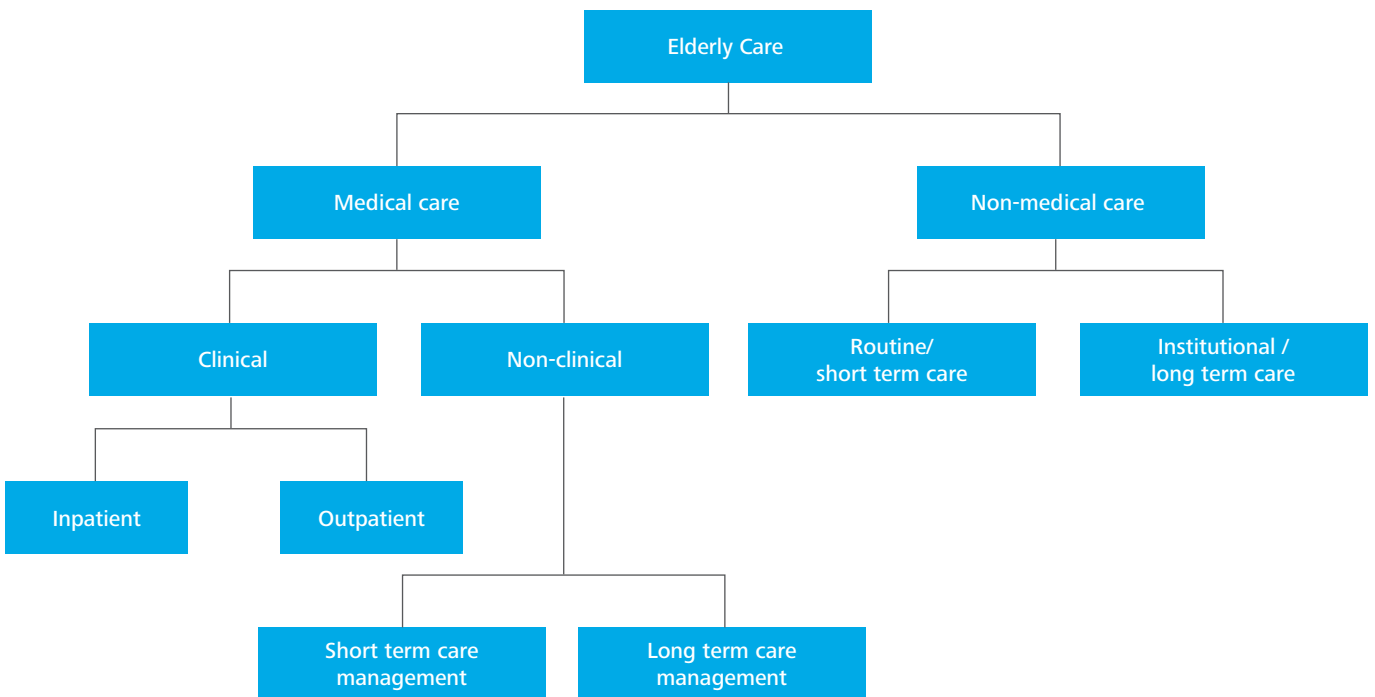 Elderly Care
Medical care
Non-medical care
Clinical
Non-clinical
Routine/
short term care
Institutional /
long term care
Inpatient
Outpatient
Short term care
management
Long term care
management